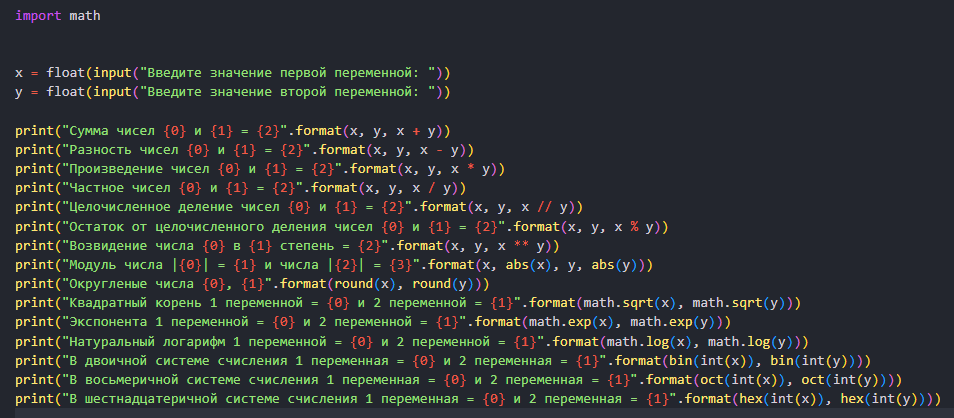 import math
x = float(input("Введите значение первой переменной: "))
y = float(input("Введите значение второй переменной: "))
print("Сумма чисел {0} и {1} = {2}".format(x, y, x + y))
print("Разность чисел {0} и {1} = {2}".format(x, y, x - y))
print("Произведение чисел {0} и {1} = {2}".format(x, y, x * y))
print("Частное чисел {0} и {1} = {2}".format(x, y, x / y))
print("Целочисленное деление чисел {0} и {1} = {2}".format(x, y, x // y))
print("Остаток от целочисленного деления чисел {0} и {1} = {2}".format(x, y, x % y))
print("Возвидение числа {0} в {1} степень = {2}".format(x, y, x ** y))
print("Модуль числа |{0}| = {1} и числа |{2}| = {3}".format(x, abs(x), y, abs(y)))
print("Округленые числа {0}, {1}".format(round(x), round(y)))
print("Квадратный корень 1 переменной = {0} и 2 переменной = {1}".format(math.sqrt(x), math.sqrt(y)))
print("Экспонента 1 переменной = {0} и 2 переменной = {1}".format(math.exp(x), math.exp(y)))
print("Натуральный логарифм 1 переменной = {0} и 2 переменной = {1}".format(math.log(x), math.log(y)))
print("В двоичной системе счисления 1 переменная = {0} и 2 переменная = {1}".format(bin(int(x)), bin(int(y))))
print("В восьмеричной системе счисления 1 переменная = {0} и 2 переменная = {1}".format(oct(int(x)), oct(int(y))))
print("В шестнадцатеричной системе счисления 1 переменная = {0} и 2 переменная = {1}".format(hex(int(x)), hex(int(y))))